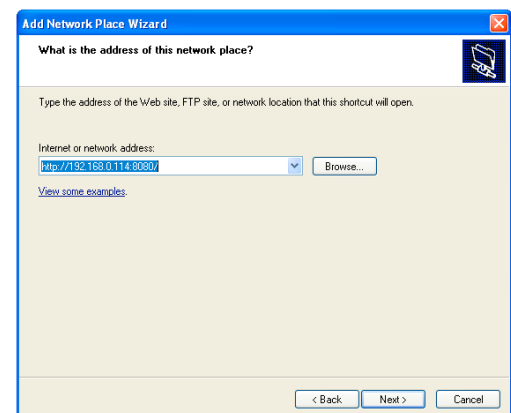 Add Network Place Wizard
What is the address of this network place?
Type the address of the Web site, FTP site, or network location that this shortcut will open.
Internet or network address:
http://192.168.0.114:8080/
Browse...
View some examples.
< Back
Next >
Cancel